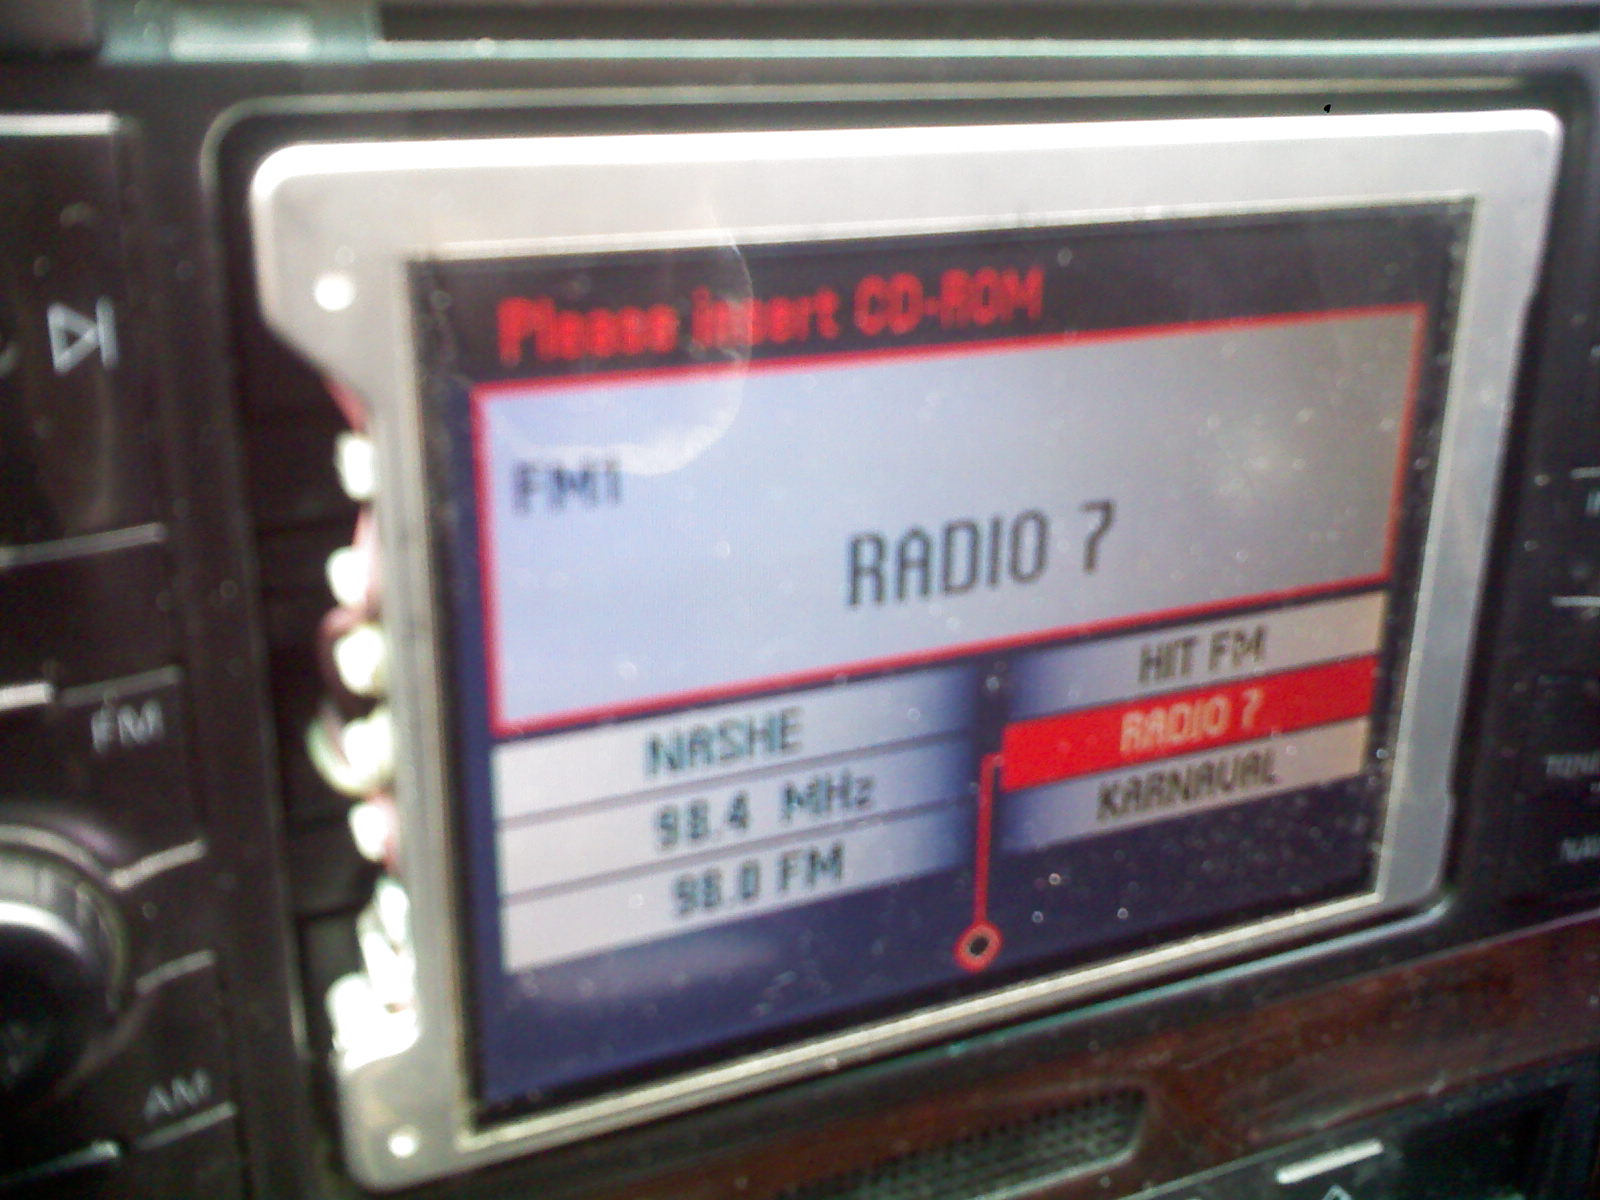 Please insert CD-ROM
FM1
RADIO 7
NASHE
98.4 MHz
98.0 FM
HIT FM
RADIO 7
KARNAVAL
FM
AM